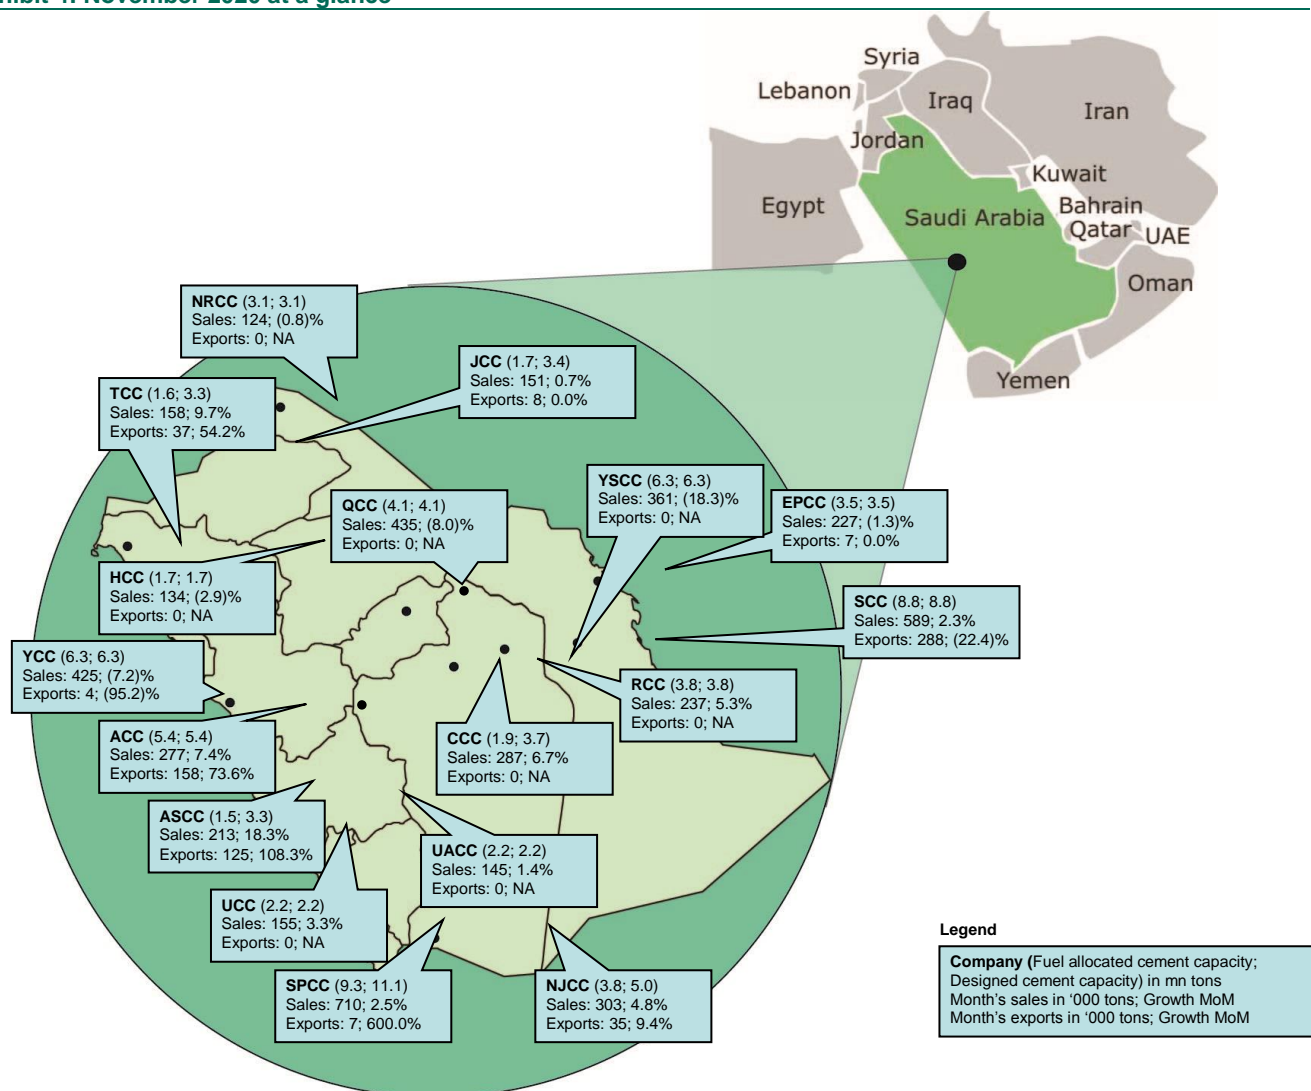 Exhibit 4: November 2020 at a glance
Syria
Lebanon
Iraq
Iran
Jordan
Kuwait
Egypt
Saudi Arabia
Bahrain
Qatar
UAE
Oman
Yemen
NRCC (3.1; 3.1)
Sales: 124; (0.8)%
Exports: 0; NA
JCC (1.7; 3.4)
Sales: 151; 0.7%
Exports: 8; 0.0%
TCC (1.6; 3.3)
Sales: 158; 9.7%
Exports: 37; 54.2%
YSCC (6.3; 6.3)
Sales: 361; (18.3)%
Exports: 0; NA
QCC (4.1; 4.1)
Sales: 435; (8.0)%
Exports: 0; NA
EPCC (3.5; 3.5)
Sales: 227; (1.3)%
Exports: 7; 0.0%
HCC (1.7; 1.7)
Sales: 134; (2.9)%
Exports: 0; NA
SCC (8.8; 8.8)
Sales: 589; 2.3%
Exports: 288; (22.4)%
YCC (6.3; 6.3)
Sales: 425; (7.2)%
Exports: 4; (95.2)%
RCC (3.8; 3.8)
Sales: 237; 5.3%
Exports: 0; NA
ACC (5.4; 5.4)
Sales: 277; 7.4%
Exports: 158; 73.6%
CCC (1.9; 3.7)
Sales: 287; 6.7%
Exports: 0; NA
ASCC (1.5; 3.3)
Sales: 213; 18.3%
Exports: 125; 108.3%
UACC (2.2; 2.2)
Sales: 145; 1.4%
Exports: 0; NA
UCC (2.2; 2.2)
Sales: 155; 3.3%
Exports: 0; NA
SPCC (9.3; 11.1)
Sales: 710; 2.5%
Exports: 7; 600.0%
NJCC (3.8; 5.0)
Sales: 303; 4.8%
Exports: 35; 9.4%
Legend
Company (Fuel allocated cement capacity;
Designed cement capacity) in mn tons
Month's sales in '000 tons; Growth MoM
Month's exports in '000 tons; Growth MoM